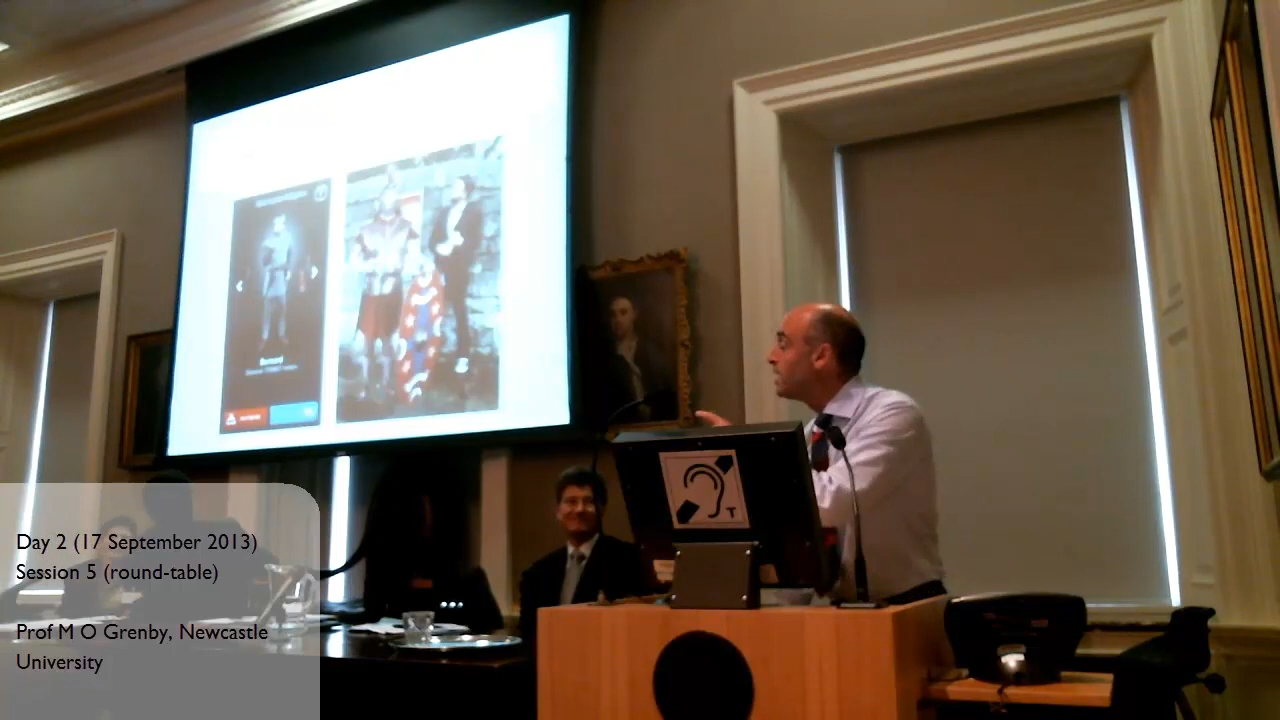 Day 2 (17 September 2013)
Session 5 (round-table)
Prof M O Grenby, Newcastle
University
T